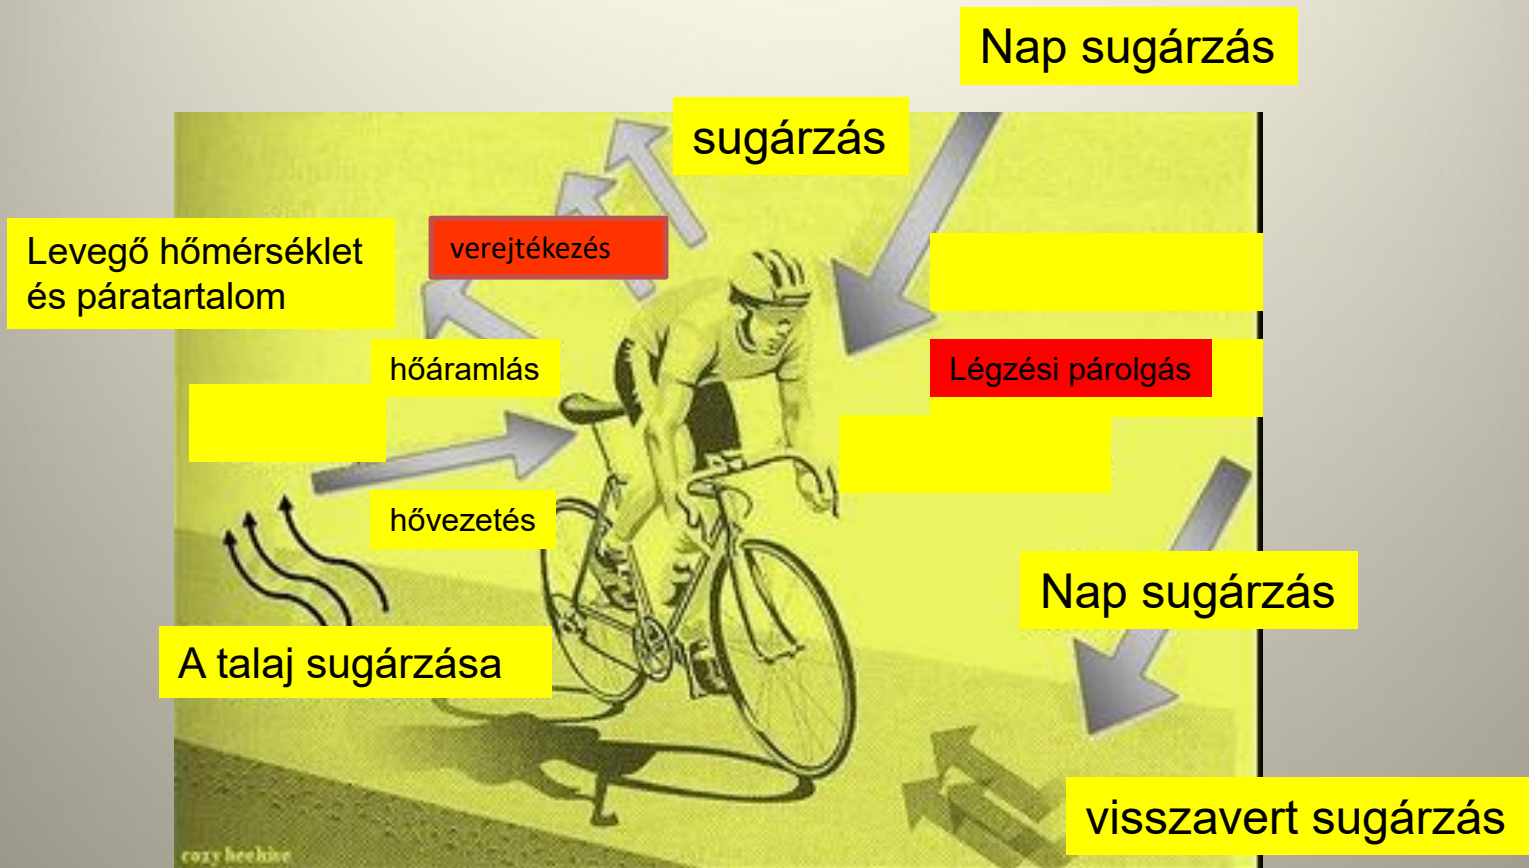 Nap sugárzás
sugárzás
Levegő hőmérséklet
és páratartalom
verejtékezés
hőáramlás
Légzési párolgás
hővezetés
Nap sugárzás
A talaj sugárzása
visszavert sugárzás
cozy beehive